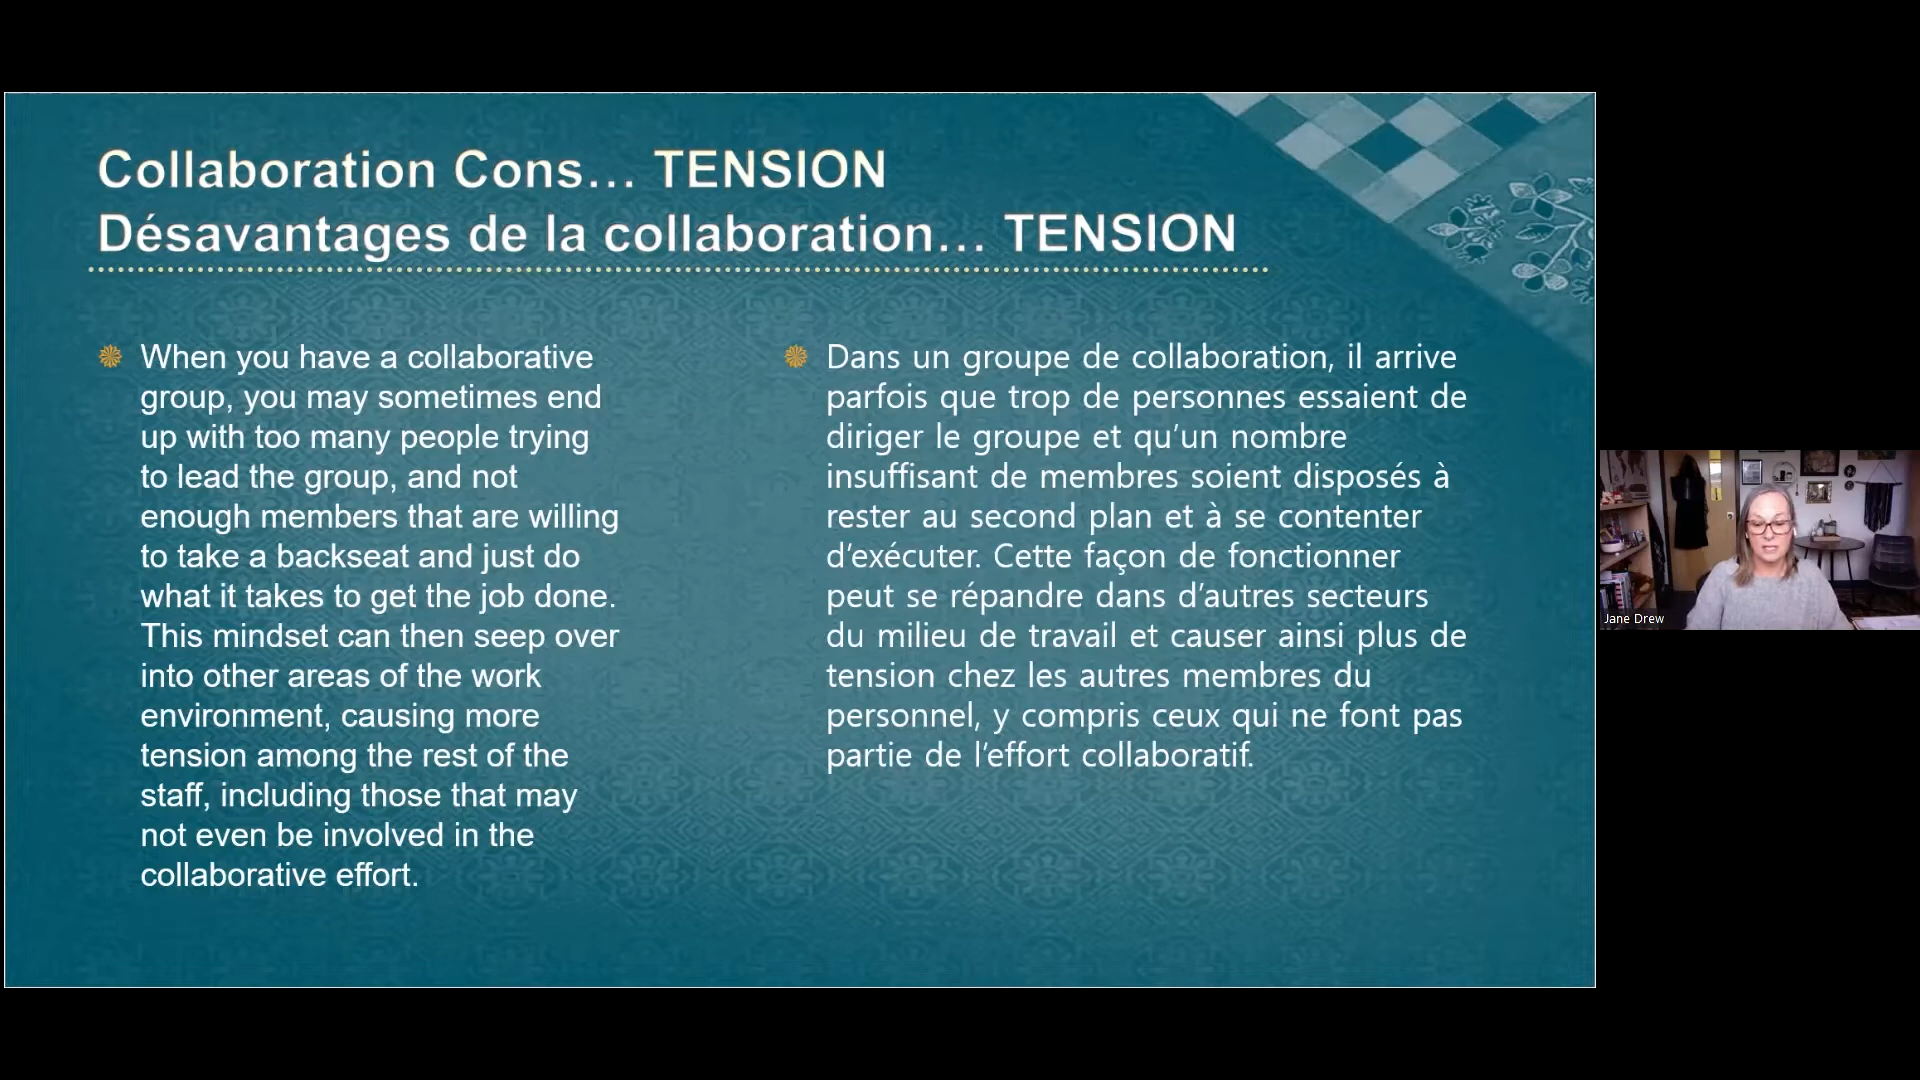 Collaboration Cons… TENSION
Désavantages de la collaboration… TENSION
When you have a collaborative
group, you may sometimes end
up with too many people trying
to lead the group, and not
enough members that are willing
to take a backseat and just do
what it takes to get the job done.
This mindset can then seep over
into other areas of the work
environment, causing more
tension among the rest of the
staff, including those that may
not even be involved in the
collaborative effort.
Dans un groupe de collaboration, il arrive
parfois que trop de personnes essaient de
diriger le groupe et qu’un nombre
insuffisant de membres soient disposés à
rester au second plan et à se contenter
d’exécuter. Cette façon de fonctionner
peut se répandre dans d’autres secteurs
du milieu de travail et causer ainsi plus de
tension chez les autres membres du
personnel, y compris ceux qui ne font pas
partie de l’effort collaboratif.
Jane Drew